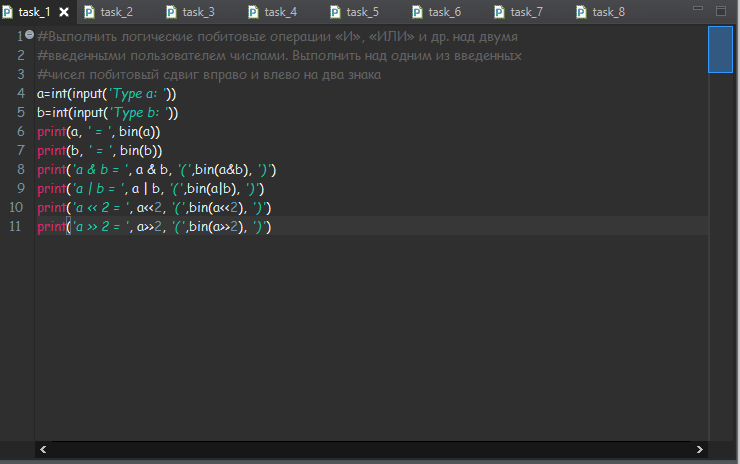 task_1 task_2 task_3 task_4 task_5 task_6 task_7 task_8
1 #Выполнить логические побитовые операции «И», «ИЛИ» и др. над двумя
2 #введенными пользователем числами. Выполнить над одним из введенных
3 #чисел побитовый сдвиг вправо и влево на два знака
4 a=int(input('Type a: '))
5 b=int(input('Type b: '))
6 print(a, ' = ', bin(a))
7 print(b, ' = ', bin(b))
8 print('a & b = ', a & b, '(',bin(a&b), ')')
9 print('a | b = ', a | b, '(',bin(a|b), ')')
10 print('a << 2 = ', a<<2, '(',bin(a<<2), ')')
11 print('a >> 2 = ', a>>2, '(',bin(a>>2), ')')